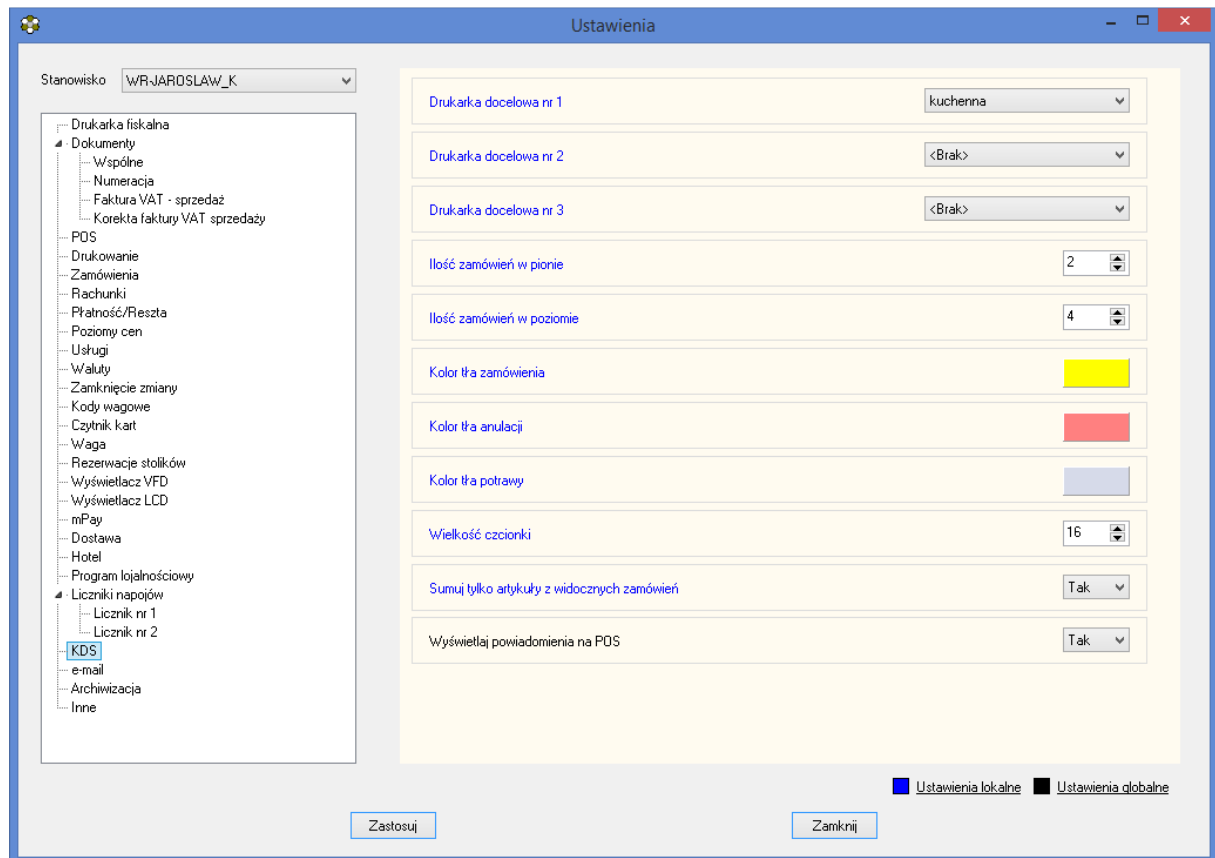 Ustawienia
Stanowisko WR-JAROSLAW_K
Drukarka fiskalna
Dokumenty
Wspólne
Numeracja
Faktura VAT - sprzedaż
Korekta faktury VAT sprzedaży
POS
Drukowanie
Zamówienia
Rachunki
Płatność/Reszta
Poziomy cen
Usługi
Waluty
Zamknięcie zmiany
Kody wagowe
Czytnik kart
Waga
Rezerwacje stolików
Wyświetlacz VFD
Wyświetlacz LCD
mPay
Dostawa
Hotel
Program lojalnościowy
Liczniki napojów
Licznik nr 1
Licznik nr 2
KDS
e-mail
Archiwizacja
Inne
Drukarka docelowa nr 1 kuchenna
Drukarka docelowa nr 2 <Brak>
Drukarka docelowa nr 3 <Brak>
Ilość zamówień w pionie 2
Ilość zamówień w poziomie 4
Kolor tła zamówienia
Kolor tła anulacji
Kolor tła potrawy
Wielkość czcionki 16
Sumuj tylko artykuły z widocznych zamówień Tak
Wyświetlaj powiadomienia na POS Tak
Ustawienia lokalne Ustawienia globalne
Zastosuj Zamknij